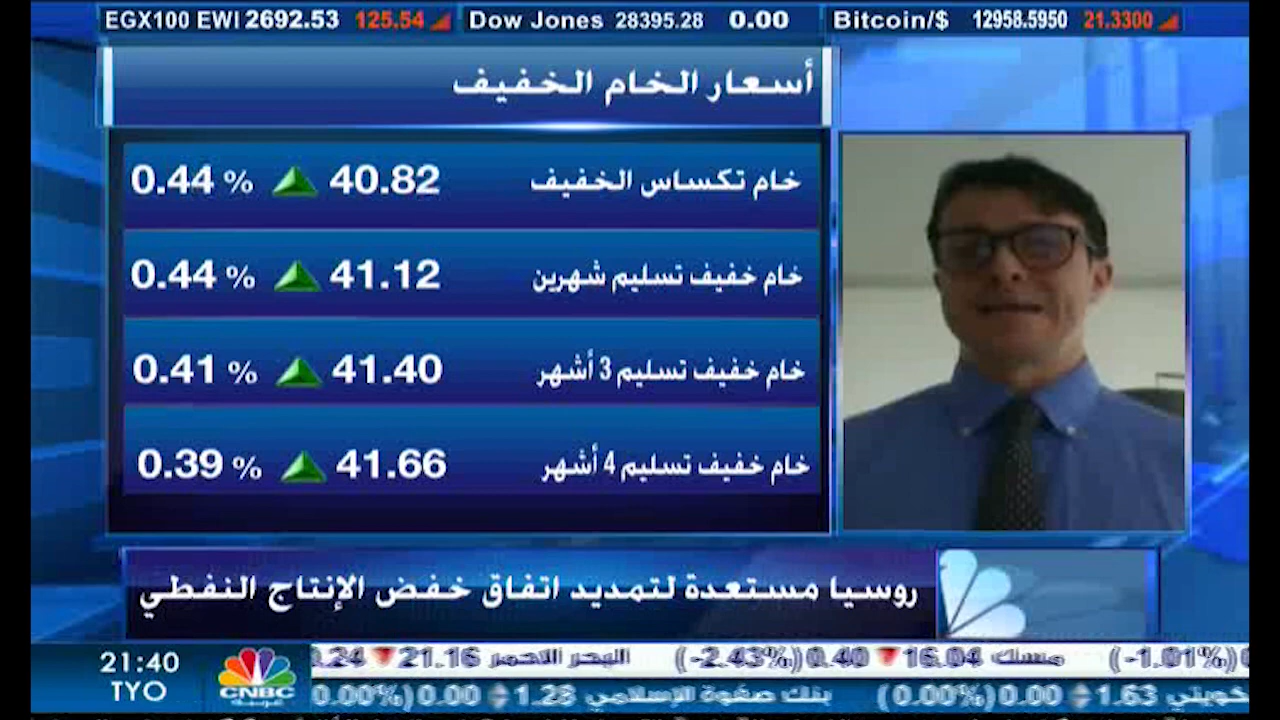 EGX100 EWI 2692.53 125.54 Dow Jones 28395.28 0.00 Bitcoin/$ 12958.5950 21.3300
أسعار الخام الخفيف
خام تكساس الخفيف 40.82 0.44 %
خام خفيف تسليم شهرين 41.12 0.44 %
خام خفيف تسليم 3 أشهر 41.40 0.41 %
خام خفيف تسليم 4 أشهر 41.66 0.39 %
روسيا مستعدة لتمديد اتفاق خفض الإنتاج النفطي
21:40
TYO
CNBC
عربية
(-1.01%) مسك 16.04 0.40 (-2.43%) البحر الاحمر 21.16 0.24
1.63 0.00 (0.00%) بنك صفوة الإسلامي 1.28 0.00 (0.00%)